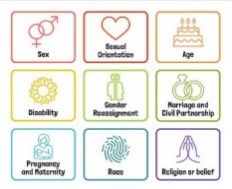 Sex
Sexual
Orientation
Age
Disability
Gender
Reassignment
Marriage and
Civil Partnership
Pregnancy
and Maternity
Race
Religion or belief